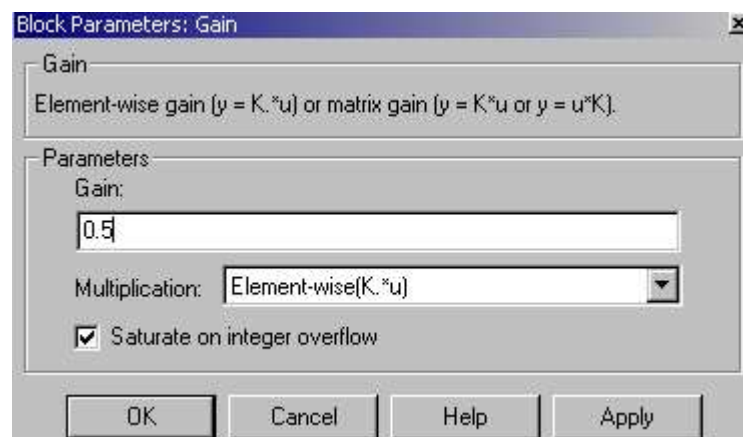 Block Parameters: Gain
Gain
Element-wise gain (y = K.*u) or matrix gain (y = K*u or y = u*K).
Parameters
Gain:
0.5
Multiplication: Element-wise(K.*u)
Saturate on integer overflow
OK Cancel Help Apply